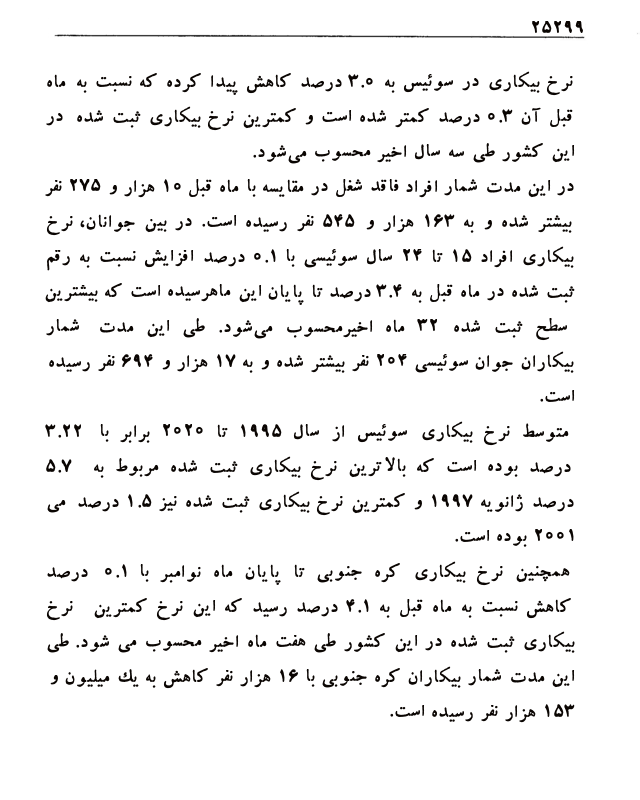 ۲۵۲۹۹
نرخ بیکاری در سوئیس به ۳.۰ درصد کاهش پیدا کرده که نسبت به ماه
قبل آن ۰.۳ درصد کمتر شده است و کمترین نرخ بیکاری ثبت شده در
این کشور طی سه سال اخیر محسوب می‌شود.
در این مدت شمار افراد فاقد شغل در مقایسه با ماه قبل ۱۰ هزار و ۲۷۵ نفر
بیشتر شده و به ۱۶۳ هزار و ۵۴۵ نفر رسیده است. در بین جوانان، نرخ
بیکاری افراد ۱۵ تا ۲۴ سال سوئیسی با ۰.۱ درصد افزایش نسبت به رقم
ثبت شده در ماه قبل به ۳.۴ درصد تا پایان این ماهرسیده است که بیشترین
سطح ثبت شده ۳۲ ماه اخیرمحسوب می‌شود. طی این مدت شمار
بیکاران جوان سوئیسی ۲۰۴ نفر بیشتر شده و به ۱۷ هزار و ۶۹۴ نفر رسیده
است.
متوسط نرخ بیکاری سوئیس از سال ۱۹۹۵ تا ۲۰۲۰ برابر با ۳.۲۲
درصد بوده است که بالاترین نرخ بیکاری ثبت شده مربوط به ۵.۷
درصد ژانویه ۱۹۹۷ و کمترین نرخ بیکاری ثبت شده نیز ۱.۵ درصد می
۲۰۰۱ بوده است.
همچنین نرخ بیکاری کره جنوبی تا پایان ماه نوامبر با ۰.۱ درصد
کاهش نسبت به ماه قبل به ۴.۱ درصد رسید که این نرخ کمترین نرخ
بیکاری ثبت شده در این کشور طی هفت ماه اخیر محسوب می شود. طی
این مدت شمار بیکاران کره جنوبی با ۱۶ هزار نفر کاهش به یك میلیون و
۱۵۳ هزار نفر رسیده است.